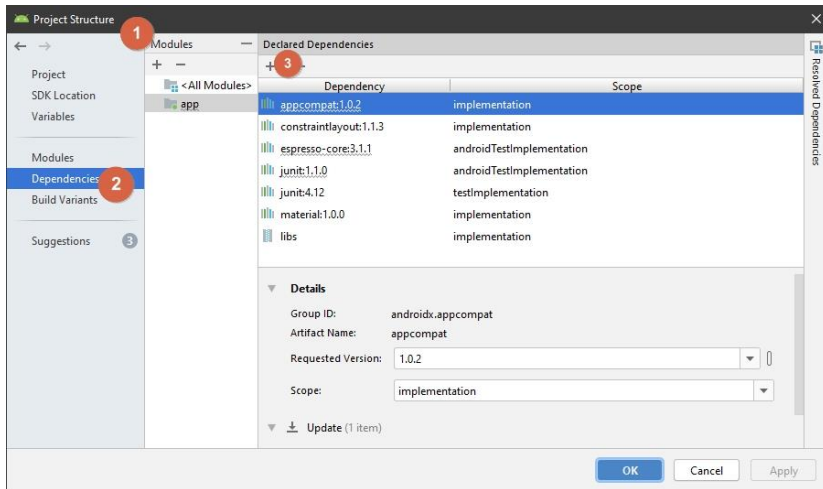 Project Structure
1
Modules
Declared Dependencies
Project
SDK Location
Variables
Modules
Dependencies
2
Build Variants
Suggestions
3
<All Modules>
app
3
Dependency Scope
appcompat:1.0.2 implementation
constraintlayout:1.1.3 implementation
espresso-core:3.1.1 androidTestImplementation
junit:1.1.0 androidTestImplementation
junit:4.12 testImplementation
material:1.0.0 implementation
libs implementation
Details
Group ID: androidx.appcompat
Artifact Name: appcompat
Requested Version: 1.0.2
Scope: implementation
Update (1 item)
Resolved Dependencies
OK Cancel Apply